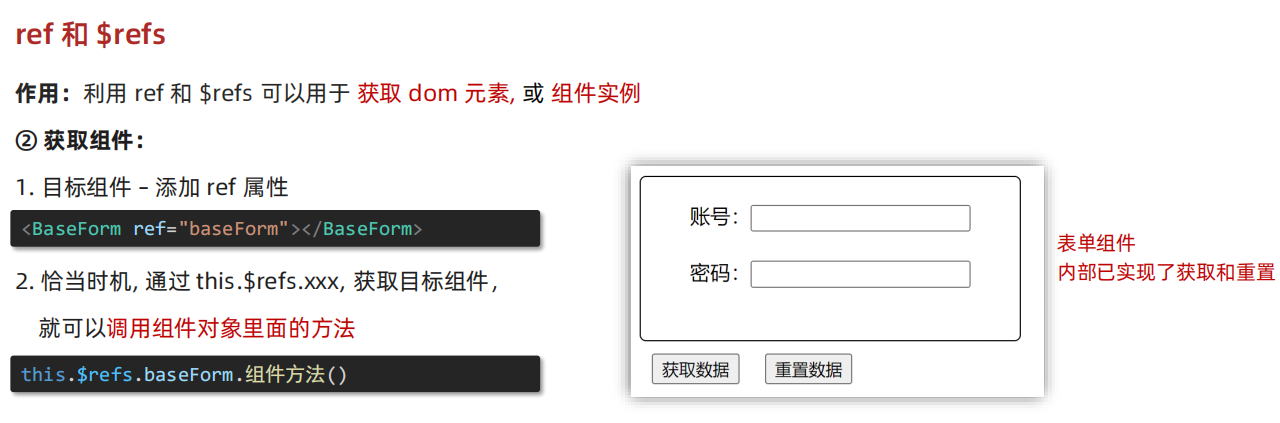 ref 和 $refs
作用：利用 ref 和 $refs 可以用于 获取 dom 元素, 或 组件实例
② 获取组件：
1. 目标组件 – 添加 ref 属性
<BaseForm ref="baseForm"></BaseForm>
2. 恰当时机, 通过 this.$refs.xxx, 获取目标组件，
就可以调用组件对象里面的方法
this.$refs.baseForm.组件方法()
账号：
密码：
获取数据 重置数据
表单组件
内部已实现了获取和重置